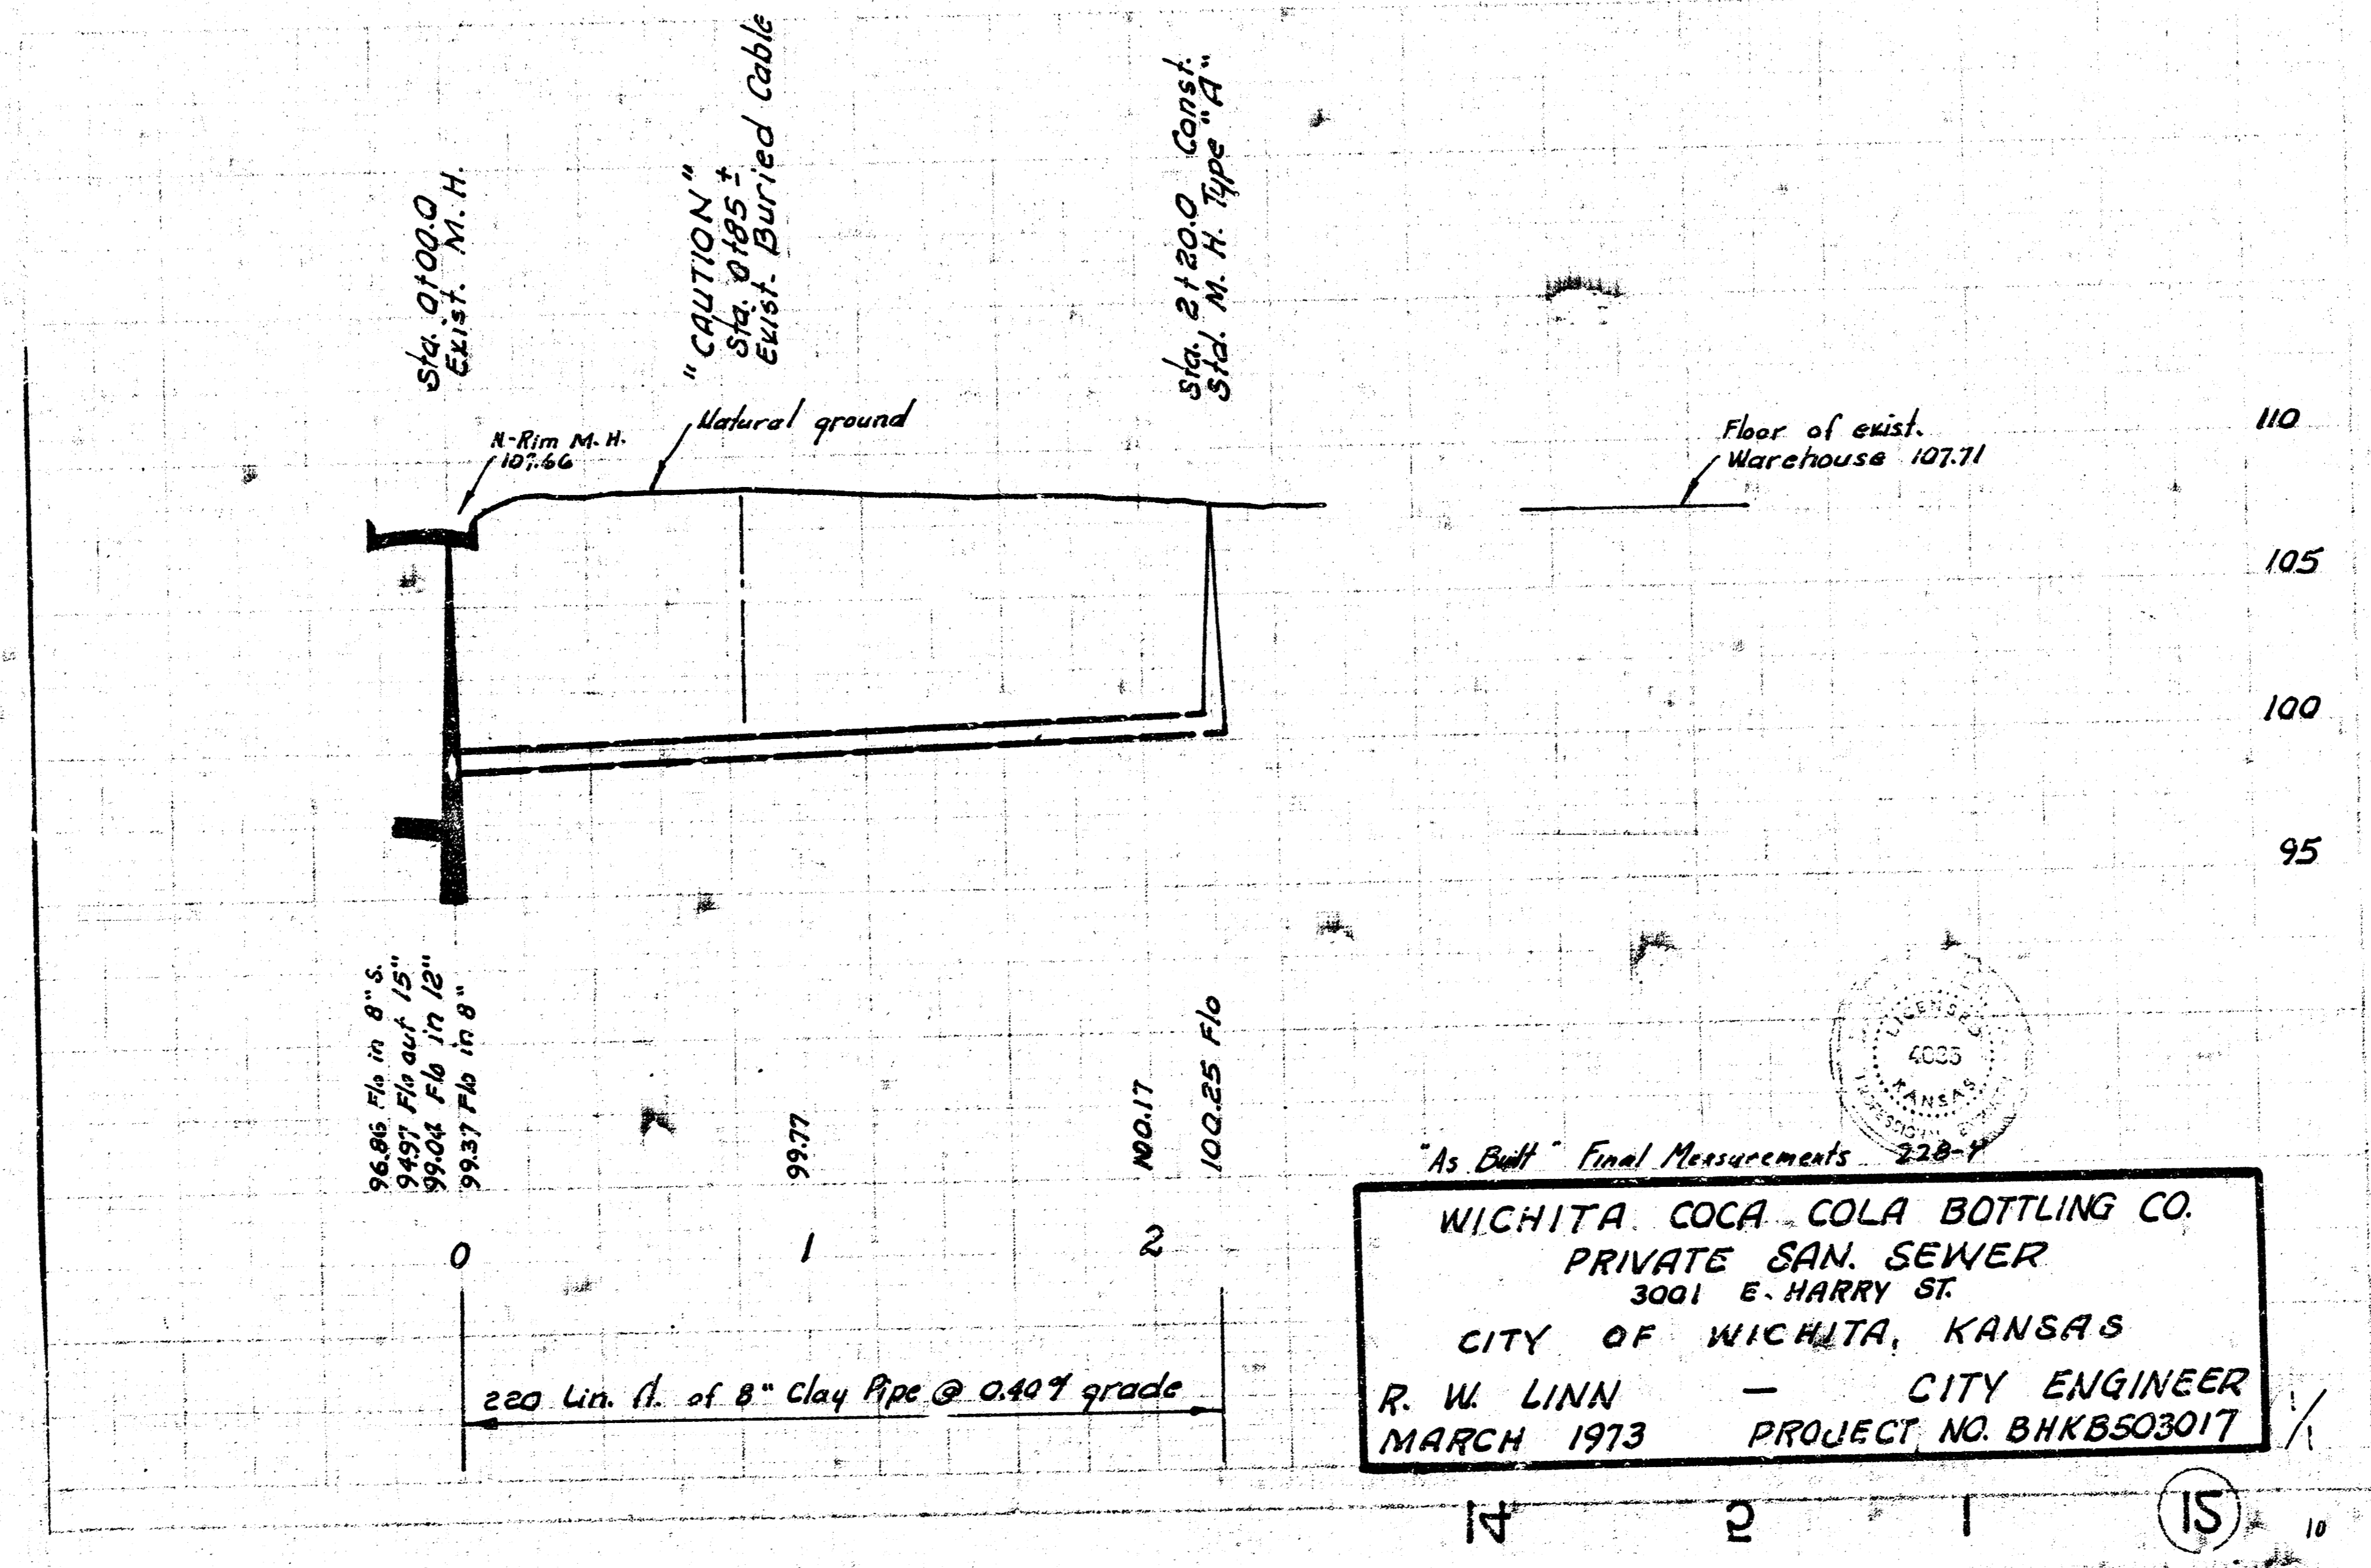 Sta. 0+00.0
Exist. M. H.
"CAUTION"
Sta. 0+85 ±
Exist. Buried Cable
Sta. 2+20.0 Const.
Std. M. H. Type "A"
N-Rim M. H.
107.66
Natural ground
Floor of exist.
Warehouse 107.71
110
105
100
95
96.86 Flo in 8" S.
94.97 Flo out 15"
99.04 Flo in 12"
99.37 Flo in 8"
99.77
100.17
100.25 Flo
0
1
2
220 Lin. ft. of 8" Clay Pipe @ 0.40% grade
LICENSED
KANSAS
"As Built" Final Measurements
WICHITA COCA COLA BOTTLING CO.
PRIVATE SAN. SEWER
3001 E. HARRY ST.
CITY OF WICHITA, KANSAS
R. W. LINN — CITY ENGINEER
MARCH 1973 PROJECT NO. BHKB503017
1/1
15
10